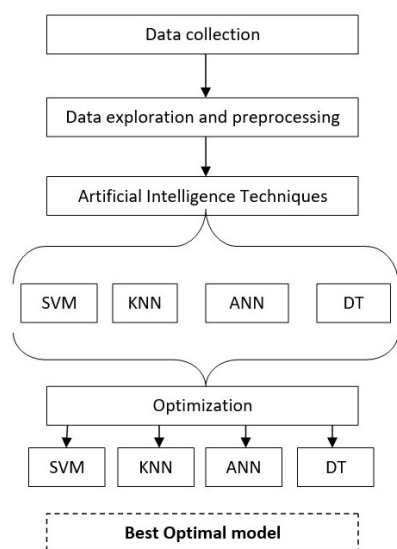 Data collection
Data exploration and preprocessing
Artificial Intelligence Techniques
SVM KNN ANN DT
Optimization
SVM KNN ANN DT
Best Optimal model